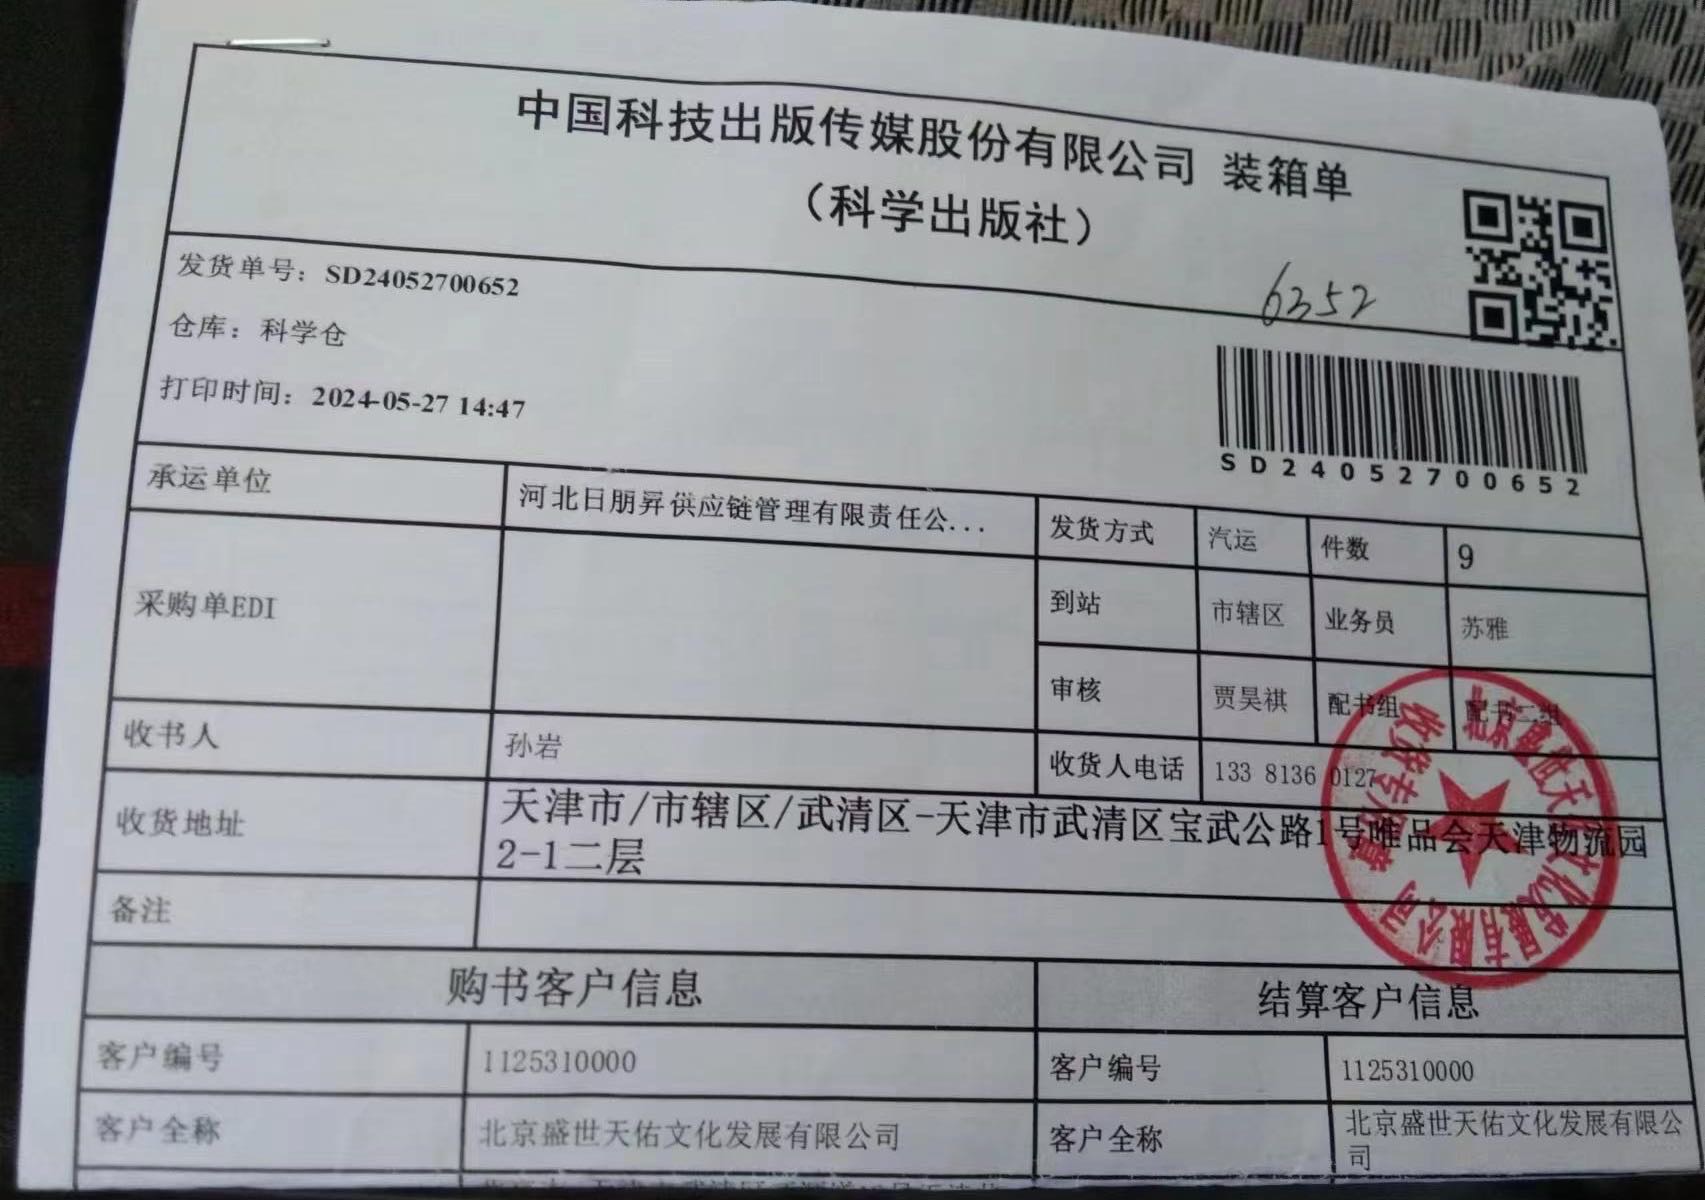 中国科技出版传媒股份有限公司 装箱单
（科学出版社）
发货单号：SD24052700652
6352
仓库：科学仓
打印时间：2024-05-27 14:47
SD24052700652
承运单位 河北日朋昇供应链管理有限责任公... 发货方式 汽运 件数 9
采购单EDI 到站 市辖区 业务员 苏雅
审核 贾昊祺 配书组 配书二组
收书人 孙岩 收货人电话 133 8136 0127
收货地址 天津市/市辖区/武清区-天津市武清区宝武公路1号唯品会天津物流园
2-1二层
备注
购书客户信息 结算客户信息
客户编号 1125310000 客户编号 1125310000
客户全称 北京盛世天佑文化发展有限公司 客户全称 北京盛世天佑文化发展有限公
司